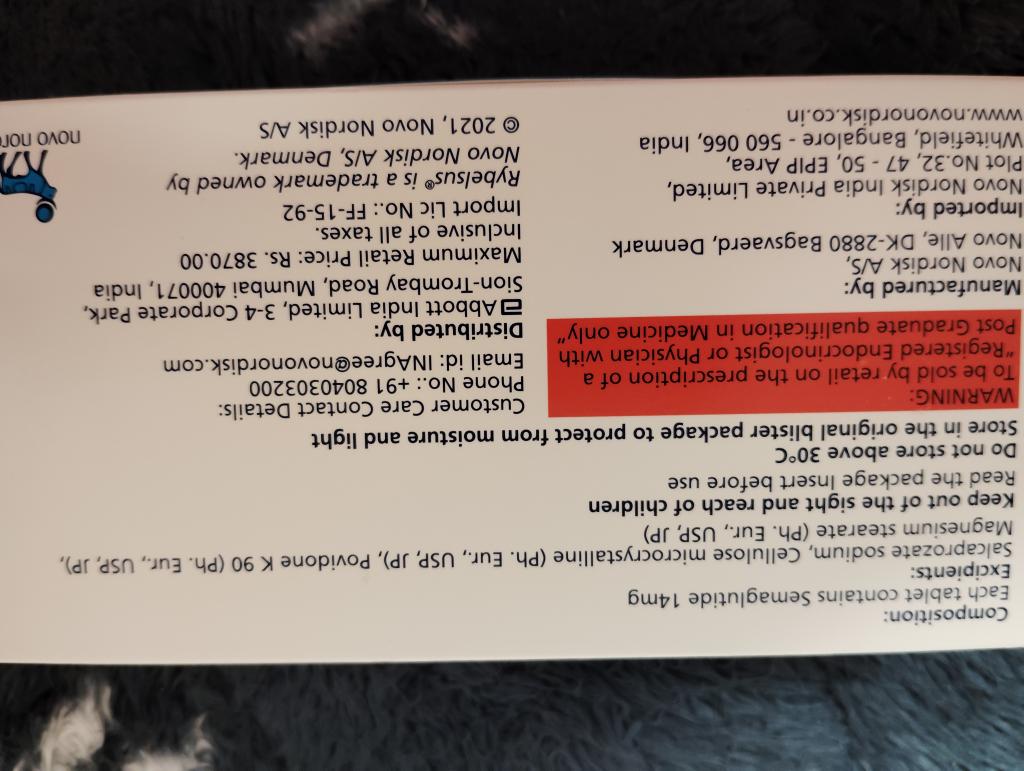 Composition:
Each tablet contains Semaglutide 14mg
Excipients:
Salcaprozate sodium, Cellulose microcrystalline (Ph. Eur., USP, JP), Povidone K 90 (Ph. Eur., USP, JP),
Magnesium stearate (Ph. Eur., USP, JP)
Keep out of the sight and reach of children
Read the package Insert before use
Do not store above 30°C
Store in the original blister package to protect from moisture and light
WARNING:
To be sold by retail on the prescription of a
"Registered Endocrinologist or Physician with
Post Graduate qualification in Medicine only"
Manufactured by:
Novo Nordisk A/S,
Novo Alle, DK-2880 Bagsvaerd, Denmark
Imported by:
Novo Nordisk India Private Limited,
Plot No.32, 47 - 50, EPIP Area,
Whitefield, Bangalore - 560 066, India
www.novonordisk.co.in
Customer Care Contact Details:
Phone No.: +91 8040303200
Email id: INAgree@novonordisk.com
Distributed by:
Abbott India Limited, 3-4, Corporate Park,
Sion-Trombay Road, Mumbai 400071, India
Maximum Retail Price: Rs. 3870.00
Inclusive of all taxes.
Import Lic No.: FF-15-92
Rybelsus® is a trademark owned by
Novo Nordisk A/S, Denmark.
© 2021, Novo Nordisk A/S
novo nord